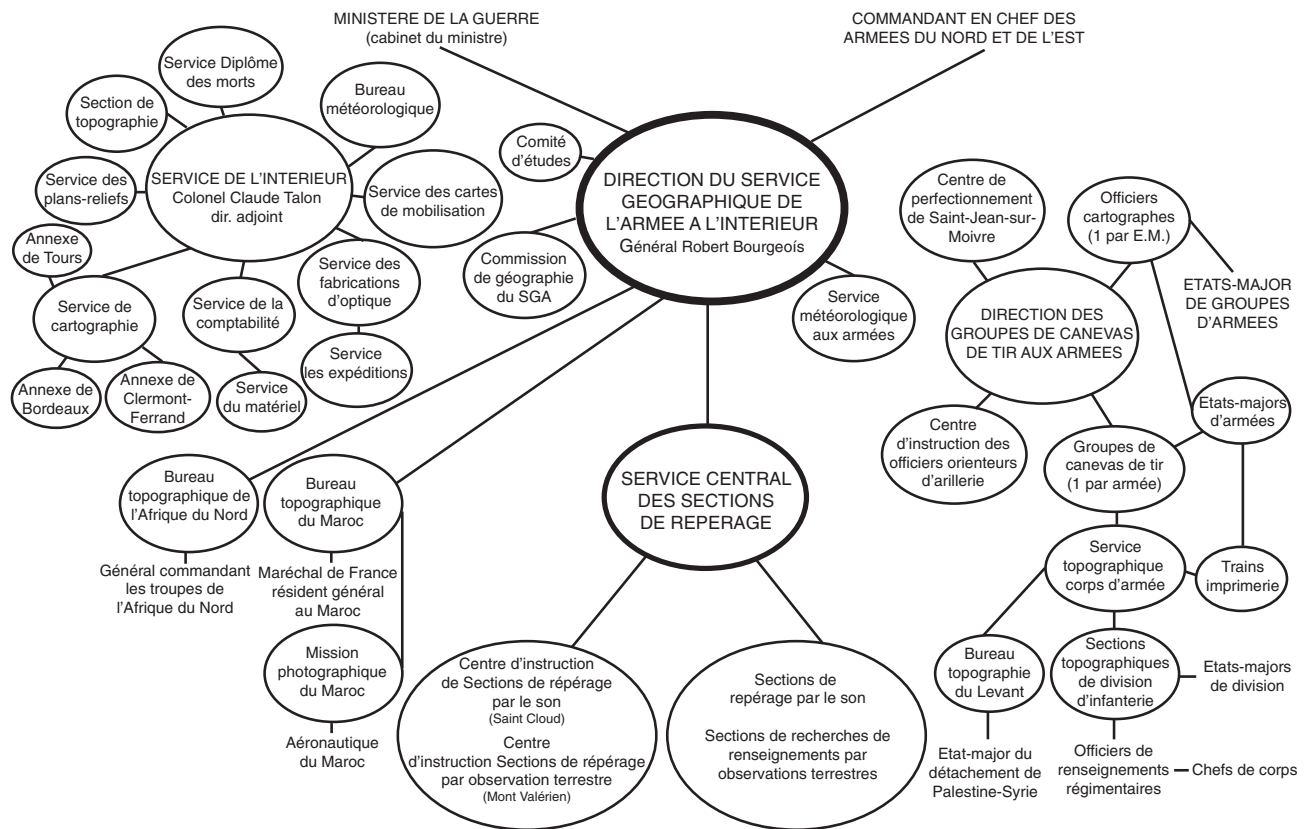 MINISTERE DE LA GUERRE
(cabinet du ministre)
COMMANDANT EN CHEF DES
ARMEES DU NORD ET DE L'EST
Service Diplôme
des morts
Section de
topographie
Bureau
météorologique
SERVICE DE L'INTERIEUR
Colonel Claude Talon
dir. adjoint
Service des
plans-reliefs
Service des cartes
de mobilisation
Annexe
de Tours
Service de
cartographie
Service de la
comptabilité
Service des
fabrications
d'optique
Service
les expéditions
Annexe de
Bordeaux
Annexe de
Clermont-
Ferrand
Service
du matériel
Comité
d'études
DIRECTION DU SERVICE
GEOGRAPHIQUE DE
L'ARMEE A L'INTERIEUR
Général Robert Bourgeois
Commission
de géographie
du SGA
Service
météorologique
aux armées
Centre de
perfectionnement
de Saint-Jean-sur-
Moivre
Officiers
cartographes
(1 par E.M.)
ETATS-MAJOR
DE GROUPES
D'ARMEES
DIRECTION DES
GROUPES DE CANEVAS
DE TIR AUX ARMEES
Centre
d'instruction des
officiers orienteurs
d'arillerie
Groupes de
canevas de tir
(1 par armée)
Etats-majors
d'armées
Bureau
topographique de
l'Afrique du Nord
Bureau
topographique
du Maroc
SERVICE CENTRAL
DES SECTIONS
DE REPERAGE
Service
topographique
corps d'armée
Trains
imprimerie
Général commandant
les troupes de
l'Afrique du Nord
Maréchal de France
résident général
au Maroc
Mission
photographique
du Maroc
Aéronautique
du Maroc
Centre d'instruction
de Sections de répérage
par le son
(Saint Cloud)
Centre
d'instruction Sections de répérage
par observation terrestre
(Mont Valérien)
Sections de
repérage par le son
Sections de recherches de
renseignements par
observations terrestres
Bureau
topographie
du Levant
Sections
topographiques
de division
d'infanterie
Etats-majors
de division
Etat-major du
détachement de
Palestine-Syrie
Officiers de
renseignements
régimentaires
Chefs de corps